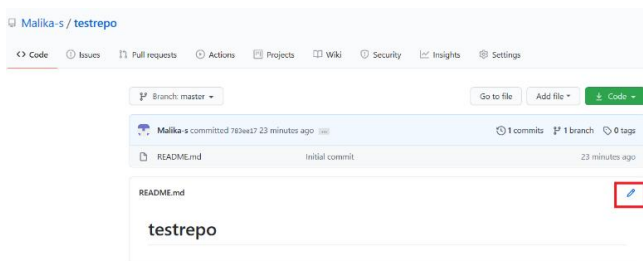 Malika-s / testrepo
Code Issues Pull requests Actions Projects Wiki Security Insights Settings
Branch: master Go to file Add file Code
Malika-s committed 783ee17 23 minutes ago ... 1 commits 1 branch 0 tags
README.md Initial commit 23 minutes ago
README.md
testrepo